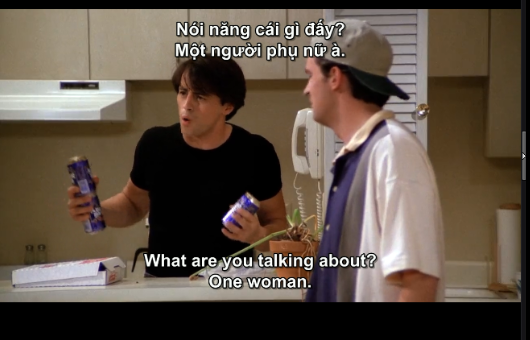 Nói năng cái gì đấy?
Một người phụ nữ à.
What are you talking about?
One woman.